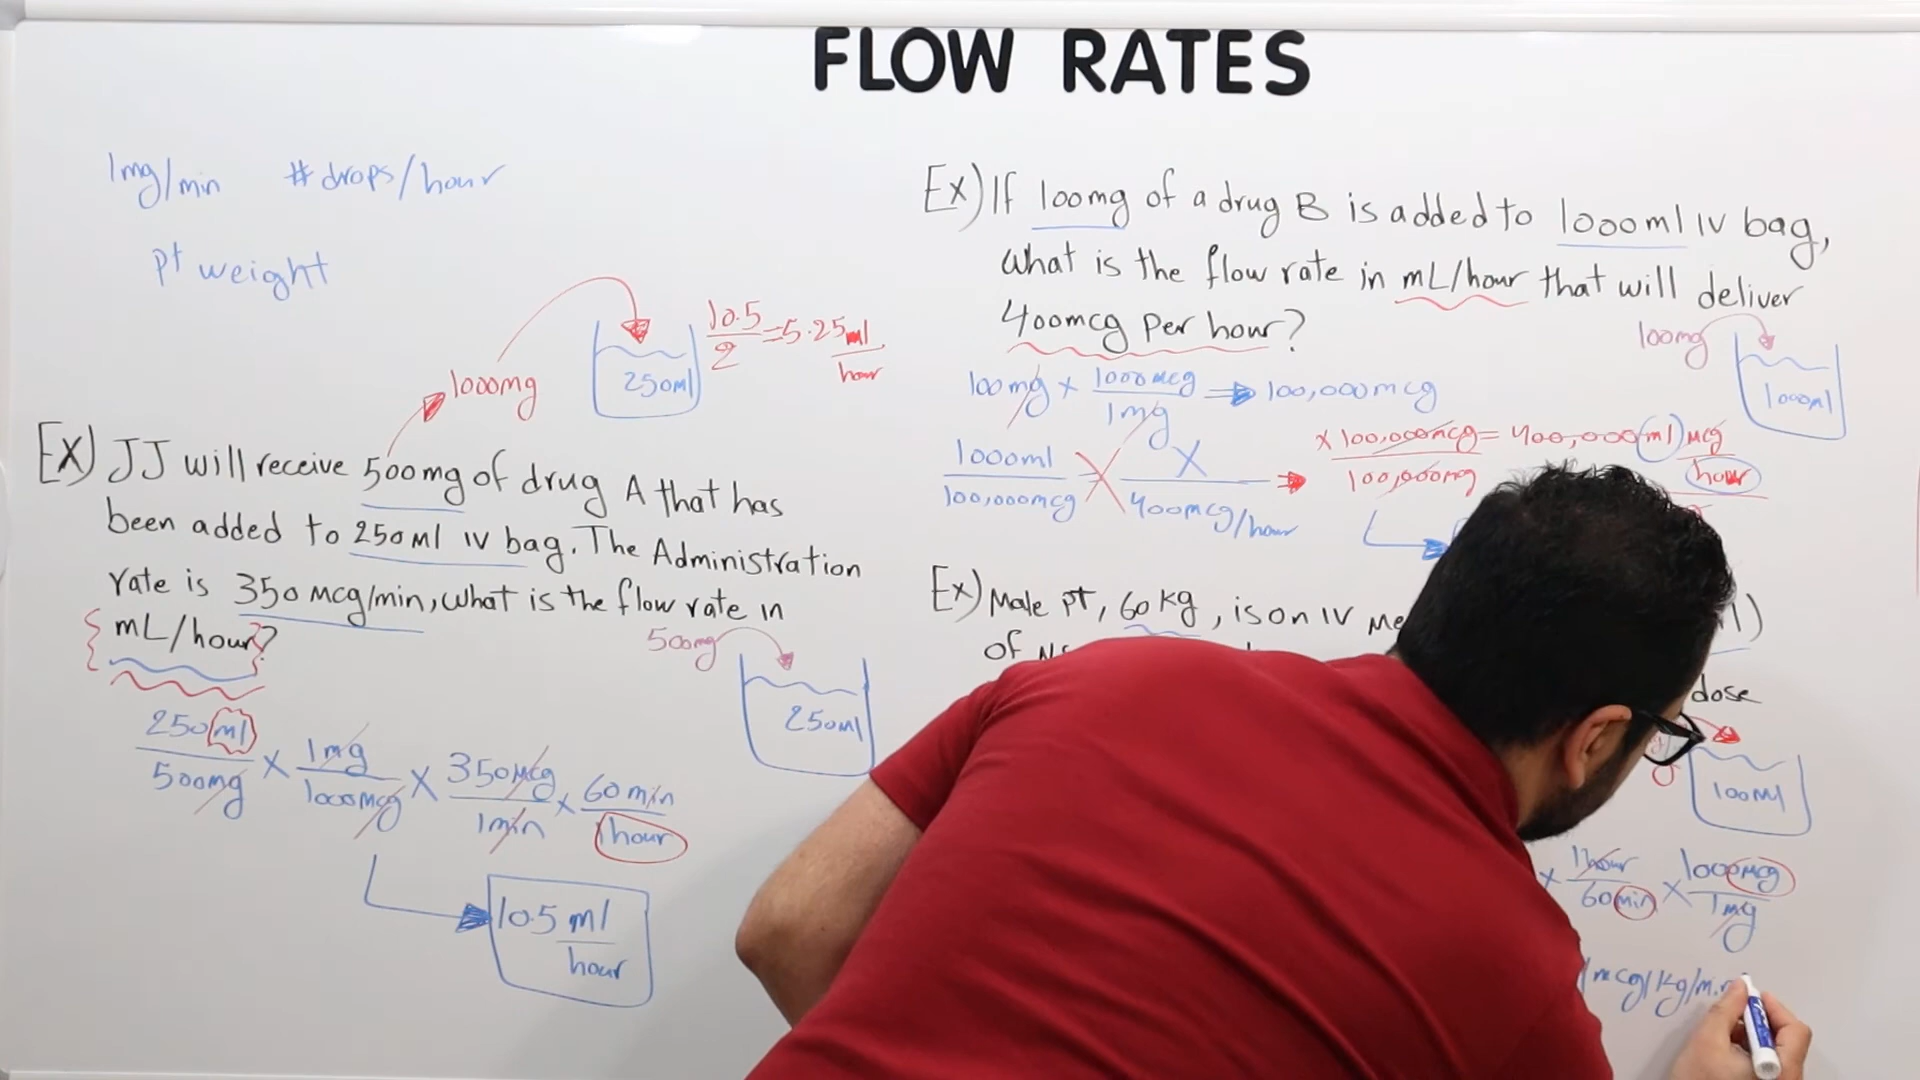 FLOW RATES
1mg/min #drops/hour
pt weight
1000mg
250ml
10.5/2 = 5.25 ml/hour
Ex) JJ will receive 500mg of drug A that has
been added to 250ml IV bag. The Administration
rate is 350 mcg/min, what is the flow rate in
mL/hour?
500mg
250ml
250ml/500mg x 1mg/1000mcg x 350mcg/1min x 60min/1hour
10.5 ml/hour
Ex) If 100mg of a drug B is added to 1000ml IV bag,
what is the flow rate in mL/hour that will deliver
400mcg per hour?
100mg
1000ml
100mg x 1000mcg/1mg → 100,000mcg
1000ml/100,000mcg = X/400mcg/hour → x 100,000mcg/100,000mcg = 400,000 ml mcg/hour
Ex) Male pt, 60kg, is on IV
of
dose
100ml
x 1hour/60min x 1000mcg/1mg
mcg/kg/min